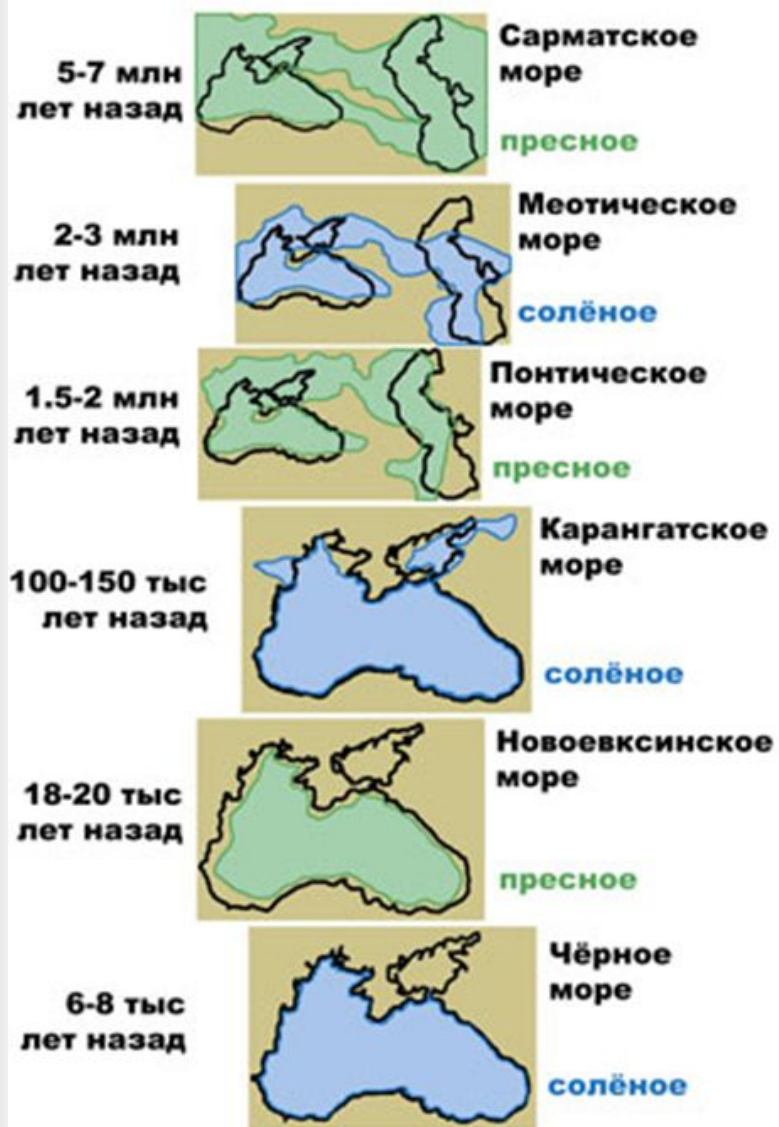 5-7 млн
лет назад
Сарматское
море
пресное
2-3 млн
лет назад
Меотическое
море
солёное
1.5-2 млн
лет назад
Понтическое
море
пресное
100-150 тыс
лет назад
Карангатское
море
солёное
18-20 тыс
лет назад
Новоевксинское
море
пресное
6-8 тыс
лет назад
Чёрное
море
солёное